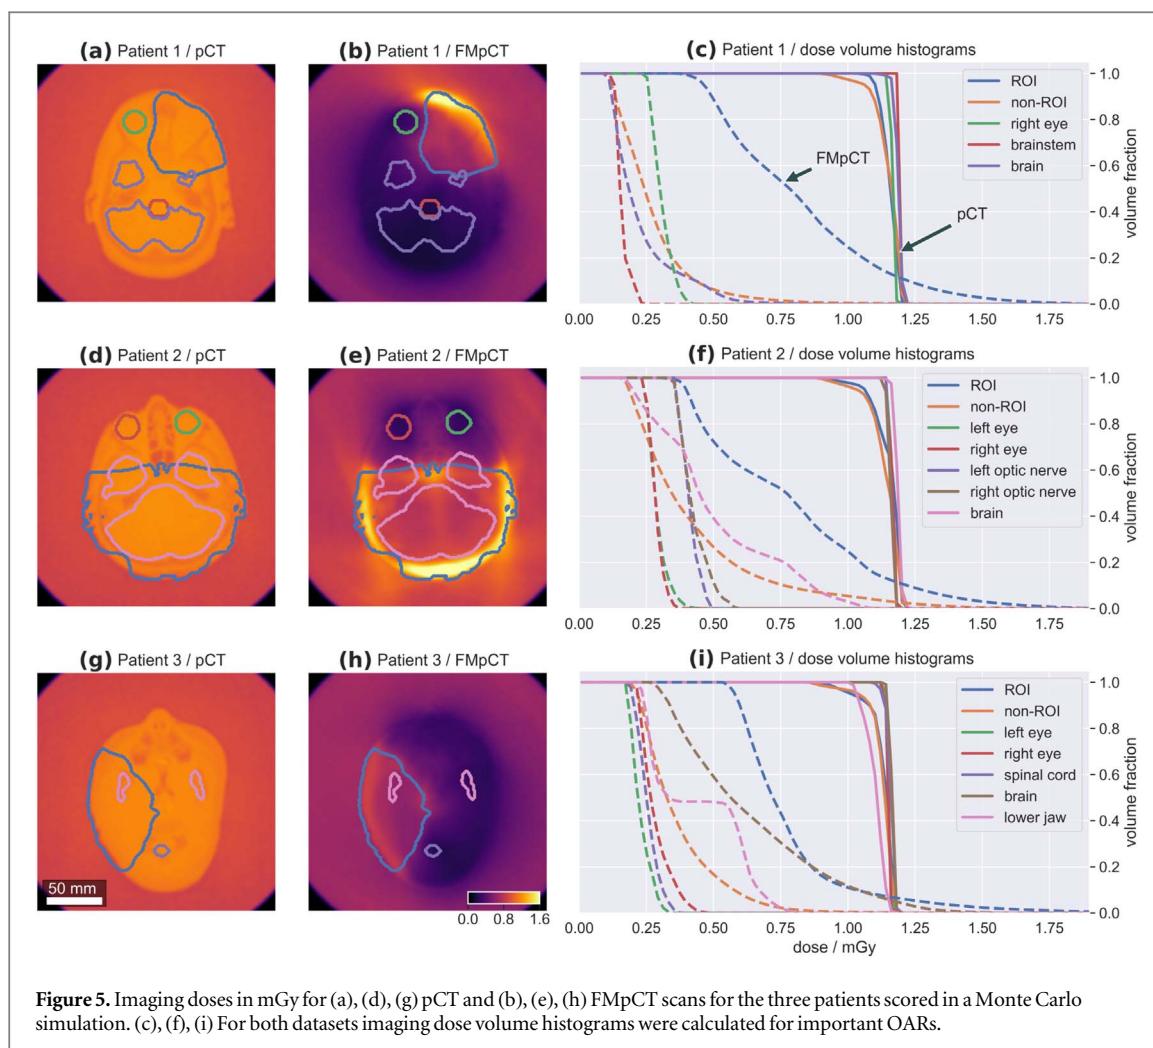 (a) Patient 1 / pCT
(b) Patient 1 / FMpCT
(c) Patient 1 / dose volume histograms
ROI
non-ROI
right eye
brainstem
brain
FMpCT
pCT
1.0
0.8
0.6
0.4
0.2
0.0
volume fraction
0.00 0.25 0.50 0.75 1.00 1.25 1.50 1.75
(d) Patient 2 / pCT
(e) Patient 2 / FMpCT
(f) Patient 2 / dose volume histograms
ROI
non-ROI
left eye
right eye
left optic nerve
right optic nerve
brain
1.0
0.8
0.6
0.4
0.2
0.0
volume fraction
0.00 0.25 0.50 0.75 1.00 1.25 1.50 1.75
(g) Patient 3 / pCT
50 mm
(h) Patient 3 / FMpCT
0.0 0.8 1.6
(i) Patient 3 / dose volume histograms
ROI
non-ROI
left eye
right eye
spinal cord
brain
lower jaw
1.0
0.8
0.6
0.4
0.2
0.0
volume fraction
0.00 0.25 0.50 0.75 1.00 1.25 1.50 1.75
dose / mGy
Figure 5. Imaging doses in mGy for (a), (d), (g) pCT and (b), (e), (h) FMpCT scans for the three patients scored in a Monte Carlo
simulation. (c), (f), (i) For both datasets imaging dose volume histograms were calculated for important OARs.